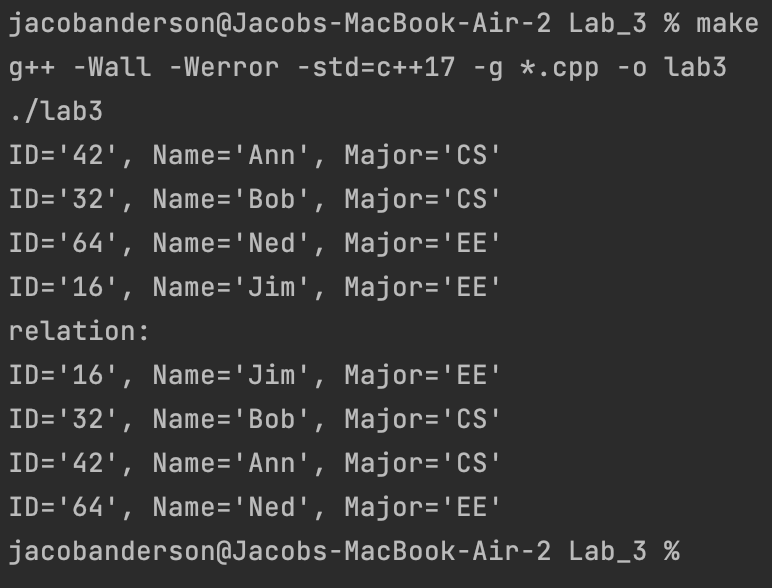 jacobanderson@Jacobs-MacBook-Air-2 Lab_3 % make
g++ -Wall -Werror -std=c++17 -g *.cpp -o lab3
./lab3
ID='42', Name='Ann', Major='CS'
ID='32', Name='Bob', Major='CS'
ID='64', Name='Ned', Major='EE'
ID='16', Name='Jim', Major='EE'
relation:
ID='16', Name='Jim', Major='EE'
ID='32', Name='Bob', Major='CS'
ID='42', Name='Ann', Major='CS'
ID='64', Name='Ned', Major='EE'
jacobanderson@Jacobs-MacBook-Air-2 Lab_3 %